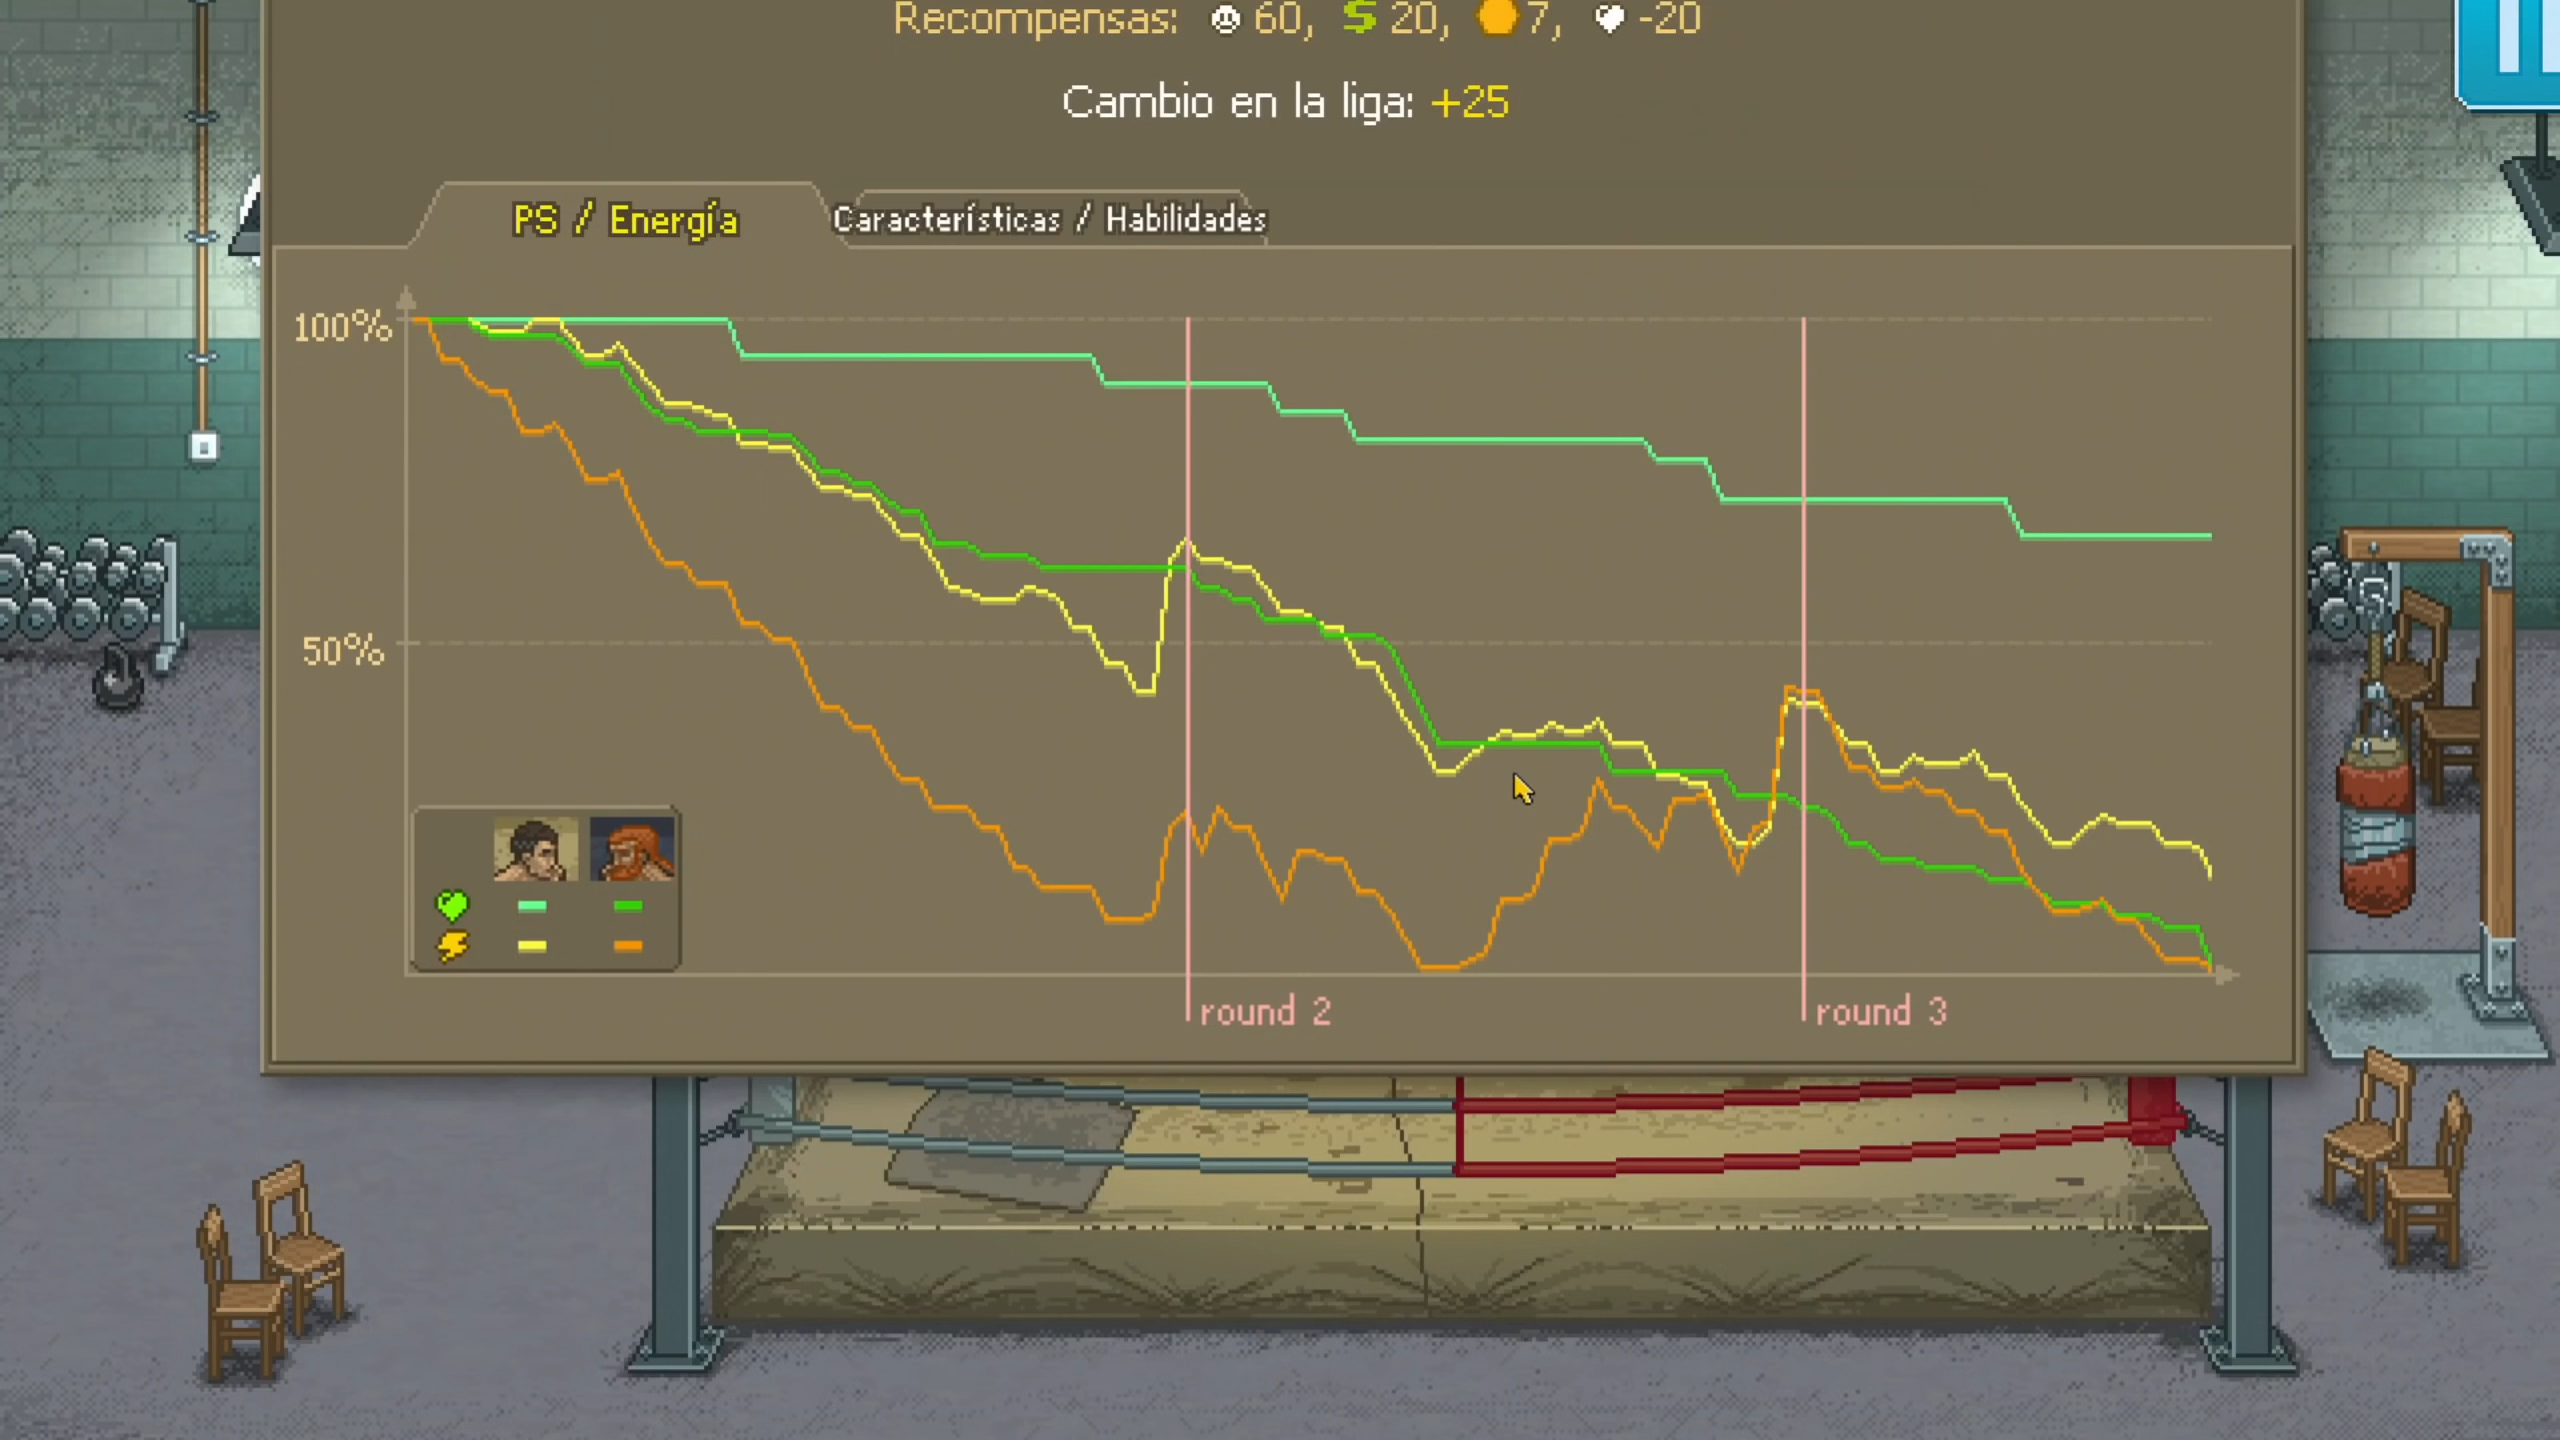 Recompensas: 60, $ 20, 7, -20
Cambio en la liga: +25
PS / Energía
Características / Habilidades
100%
50%
round 2
round 3